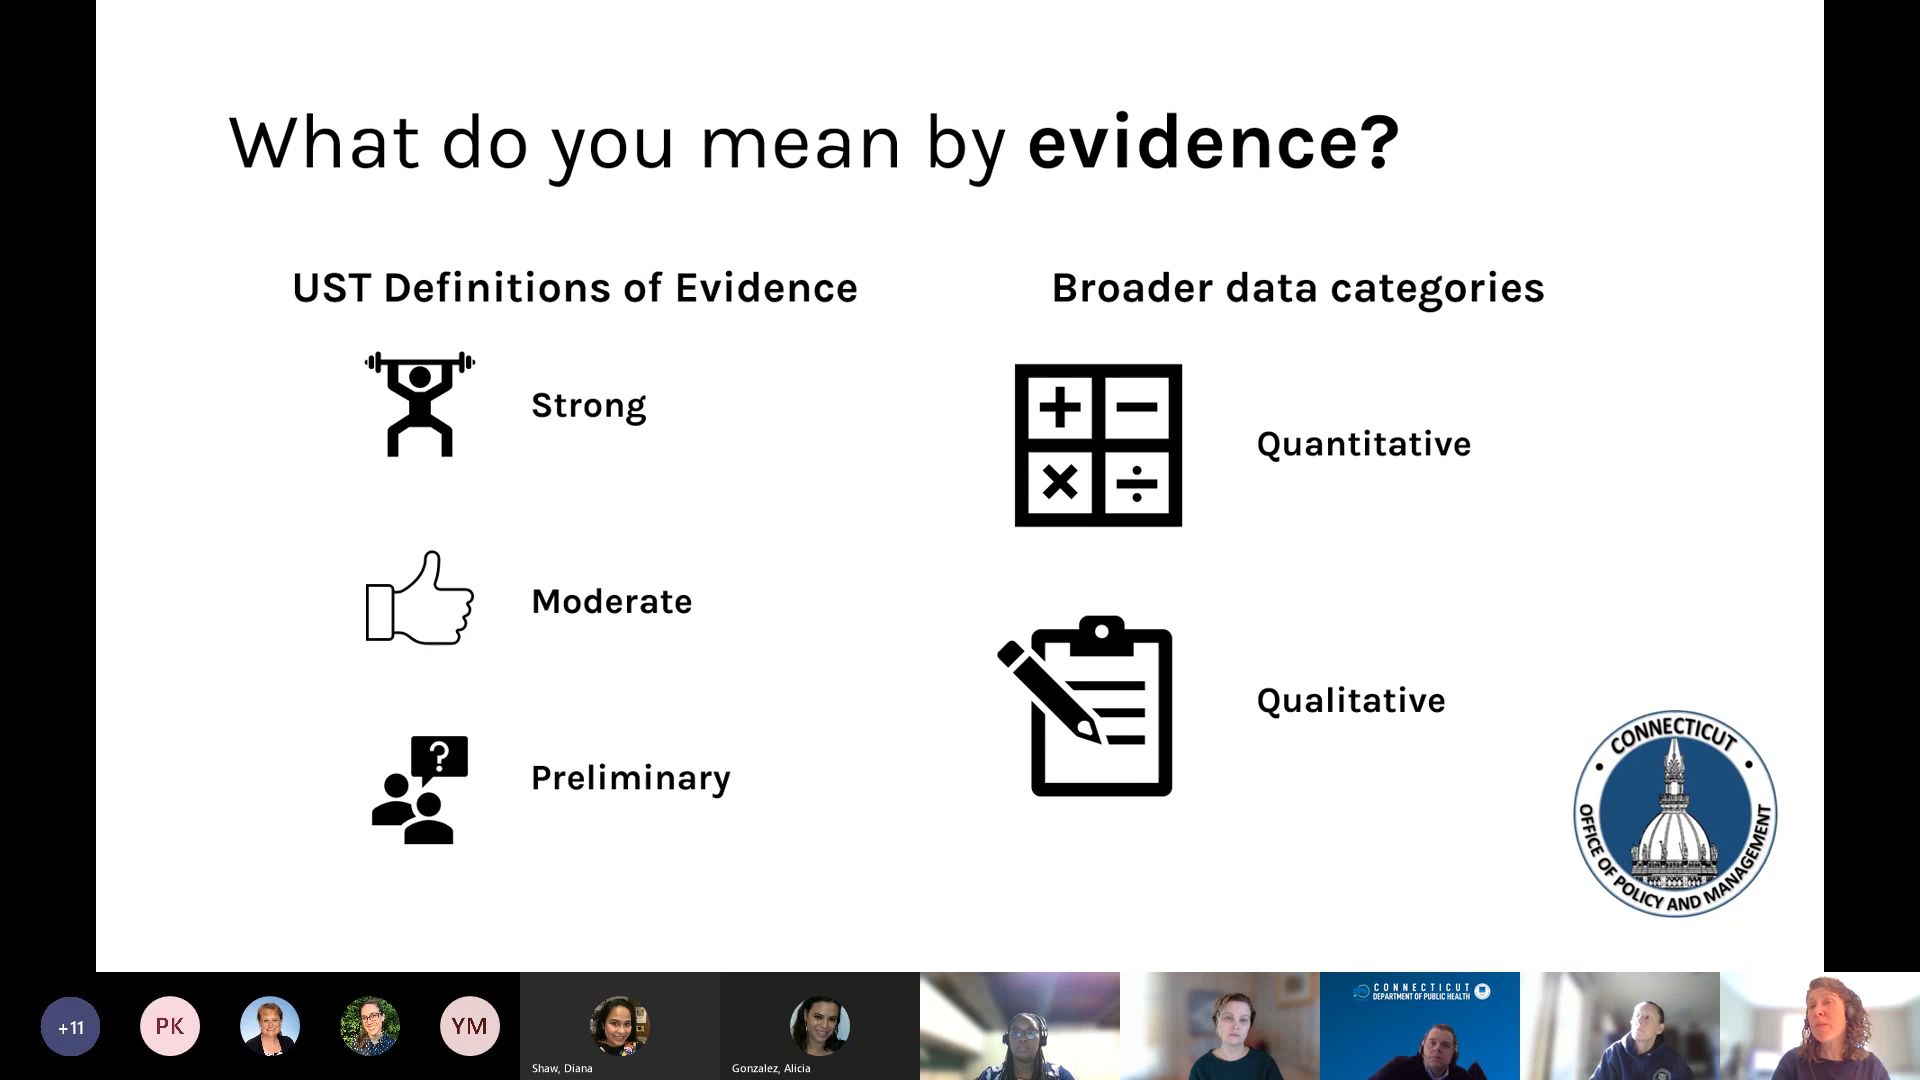 What do you mean by evidence?
UST Definitions of Evidence
Strong
Moderate
?
Preliminary
Broader data categories
Quantitative
Qualitative
CONNECTICUT
OFFICE OF POLICY AND MANAGEMENT
+11
PK
YM
Shaw, Diana
Gonzalez, Alicia
CONNECTICUT
DEPARTMENT OF PUBLIC HEALTH